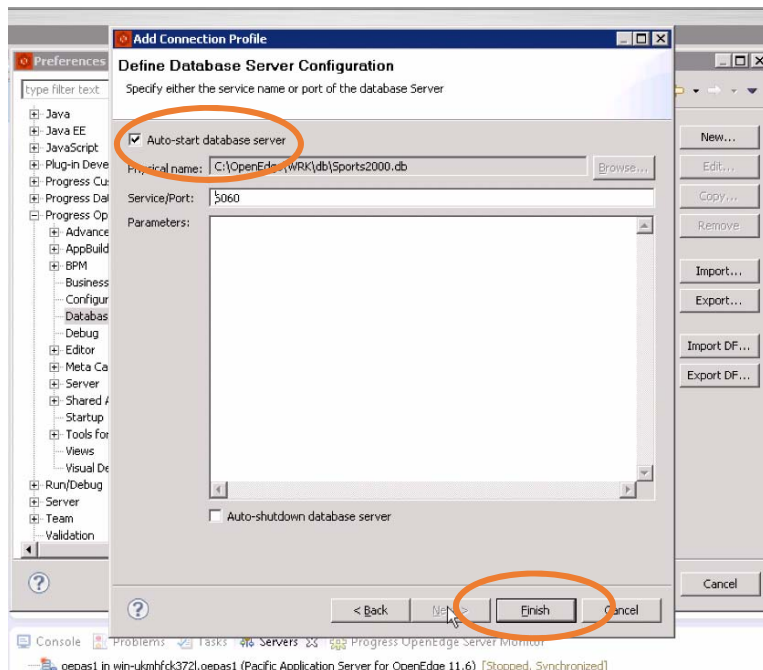 Add Connection Profile
Preferences
Define Database Server Configuration
Specify either the service name or port of the database Server
type filter text
Java
Java EE
JavaScript
Plug-in Deve
Progress Cu
Progress Da
Progress Op
Advance
AppBuild
BPM
Business
Configur
Databas
Debug
Editor
Meta Ca
Server
Shared A
Startup
Tools for
Views
Visual De
Run/Debug
Server
Team
Validation
Auto-start database server
Physical name: C:\OpenEdge\WRK\db\Sports2000.db Browse...
Service/Port: 5060
Parameters:
Auto-shutdown database server
< Back Next > Finish Cancel
New...
Edit...
Copy...
Remove
Import...
Export...
Import DF...
Export DF...
Cancel
Console Problems Tasks Servers Progress OpenEdge Server Monitor
oepas1 in (Pacific Application Server for OpenEdge 11.6) [Stopped, Synchronized]